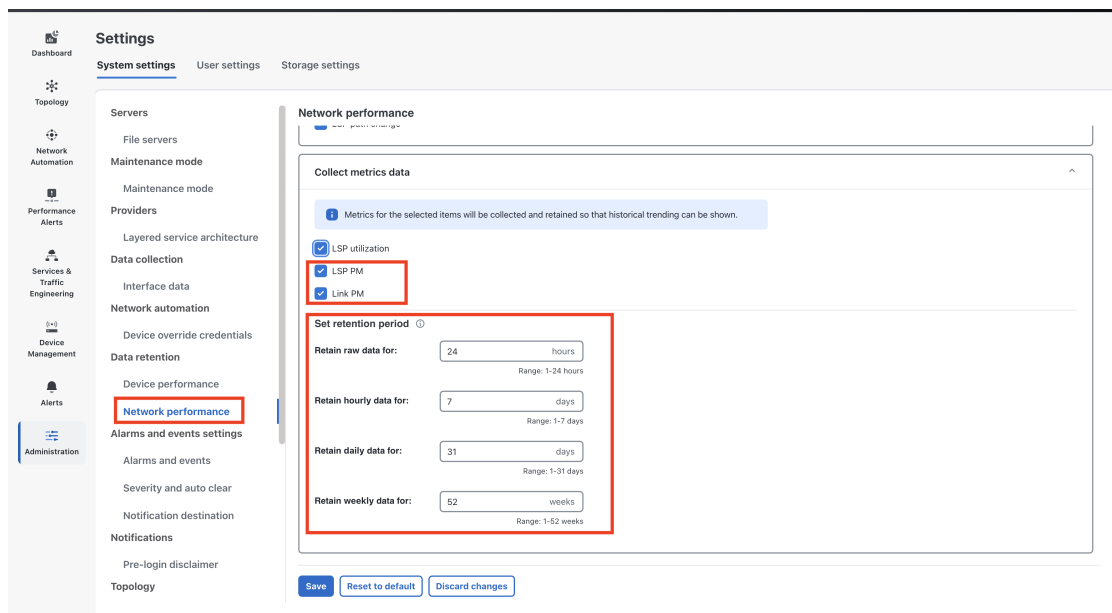 Settings
System settings
User settings
Storage settings
Dashboard
Topology
Network
Automation
Performance
Alerts
Services &
Traffic
Engineering
Device
Management
Alerts
Administration
Servers
File servers
Maintenance mode
Maintenance mode
Providers
Layered service architecture
Data collection
Interface data
Network automation
Device override credentials
Data retention
Device performance
Network performance
Alarms and events settings
Alarms and events
Severity and auto clear
Notification destination
Notifications
Pre-login disclaimer
Topology
Network performance
LSP path change
Collect metrics data
Metrics for the selected items will be collected and retained so that historical trending can be shown.
LSP utilization
LSP PM
Link PM
Set retention period
Retain raw data for: 24 hours
Range: 1-24 hours
Retain hourly data for: 7 days
Range: 1-7 days
Retain daily data for: 31 days
Range: 1-31 days
Retain weekly data for: 52 weeks
Range: 1-52 weeks
Save
Reset to default
Discard changes